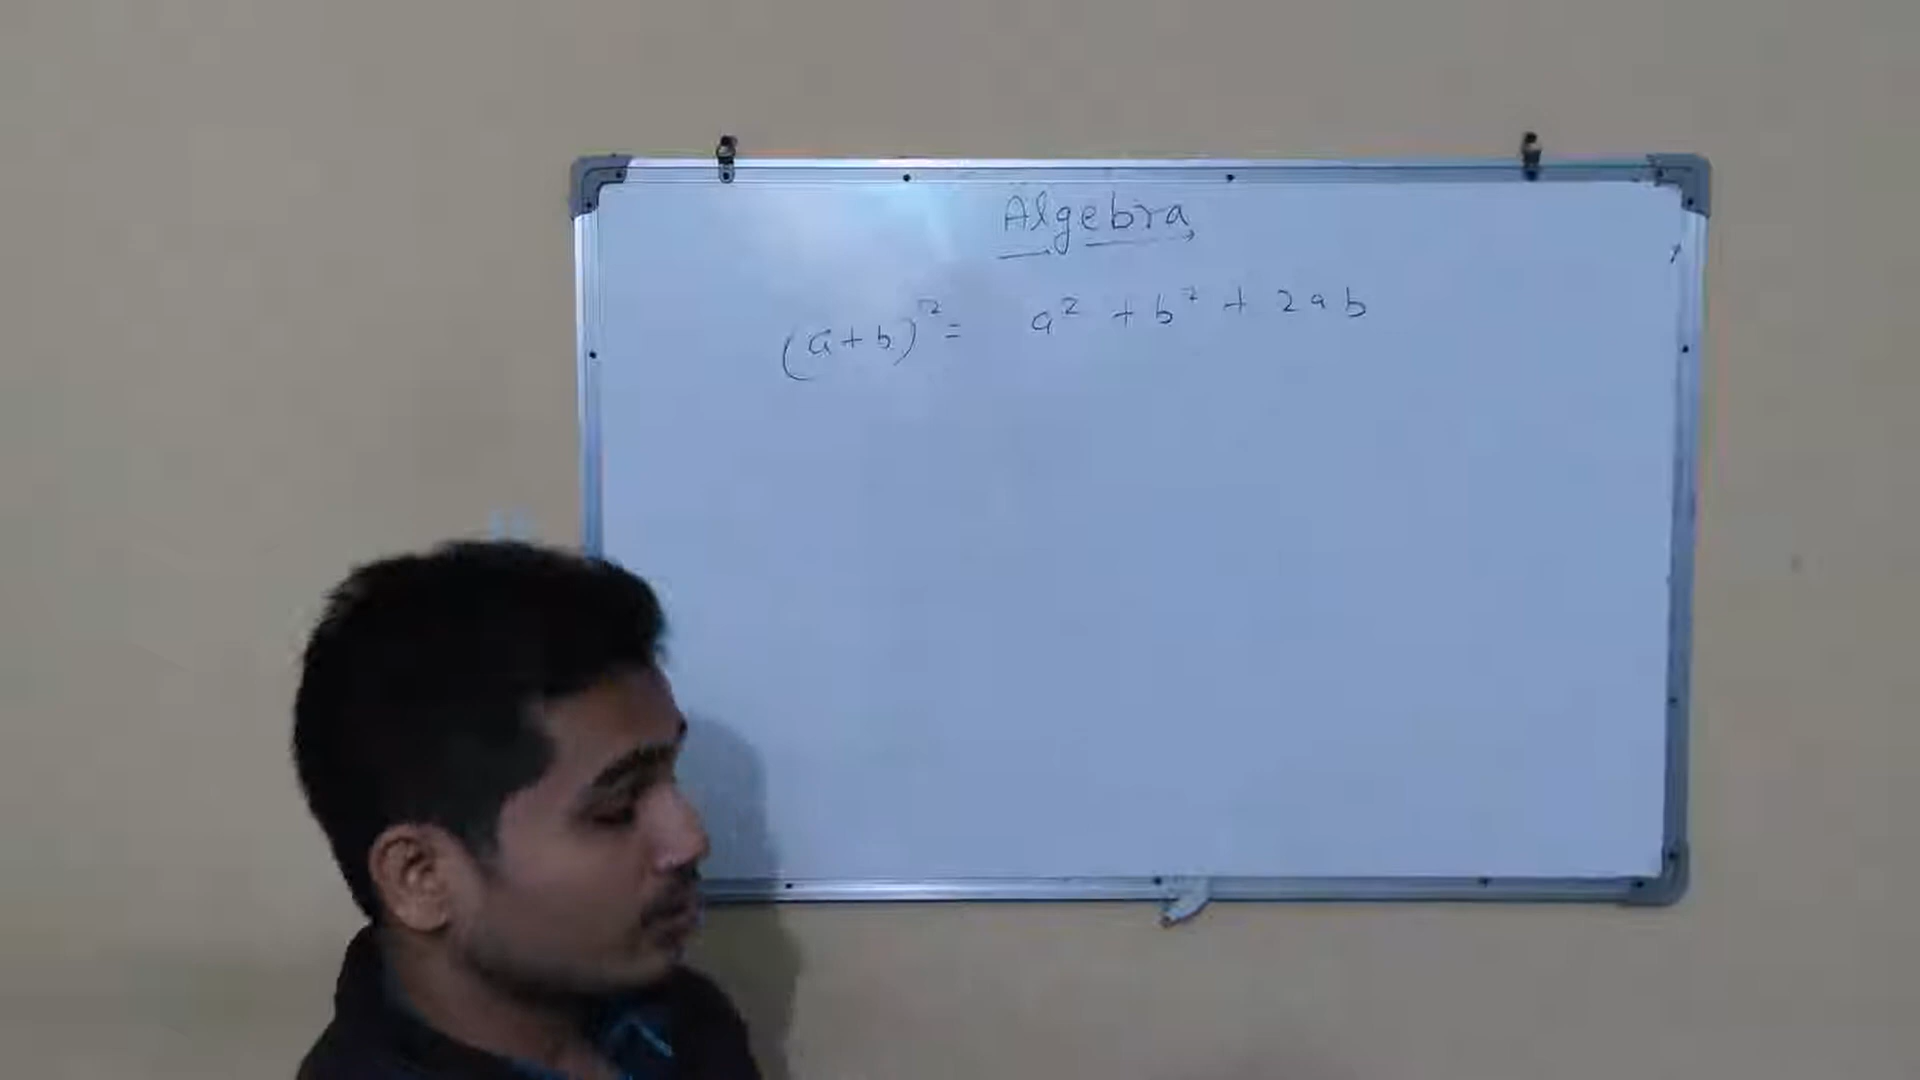 Algebra
(a+b)² = a² + b² + 2ab